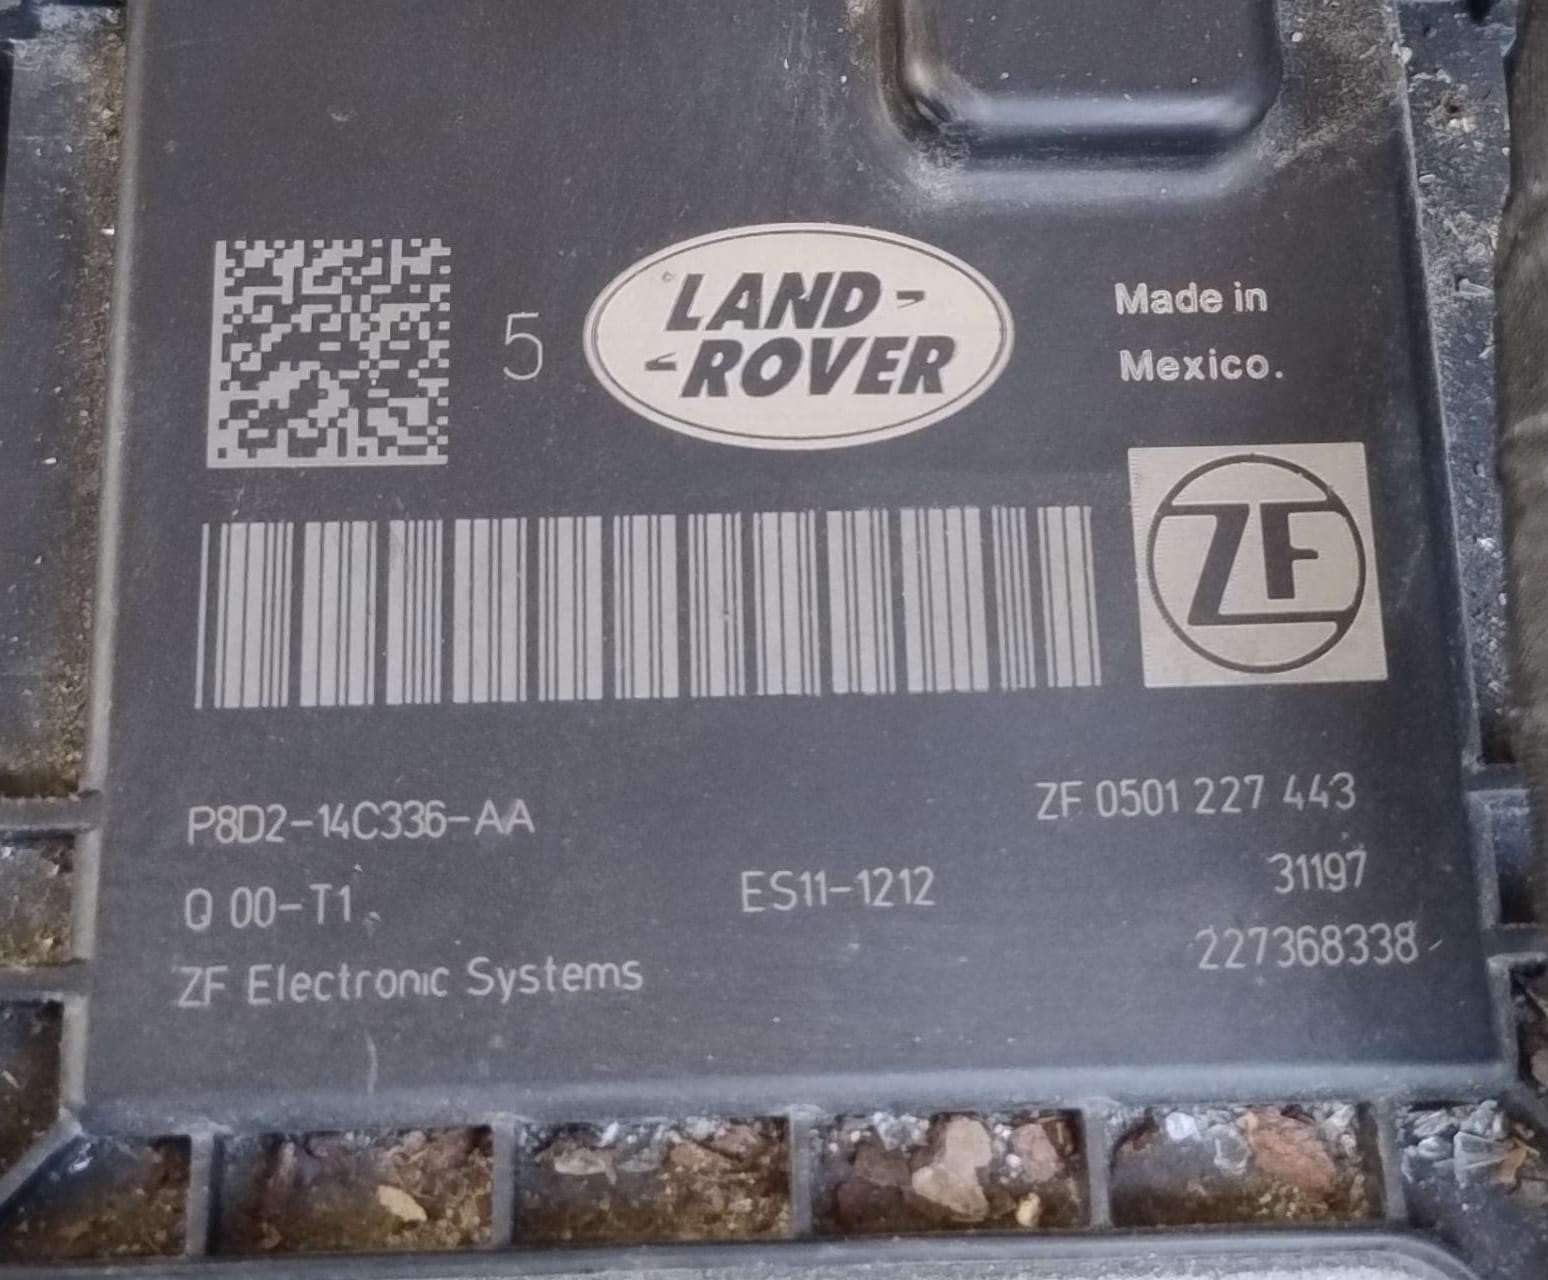 5
LAND-
-ROVER
Made in
Mexico.
ZF
P8D2-14C336-AA
ZF 0501 227 443
Q 00-T1
ES11-1212
31197
ZF Electronic Systems
227368338